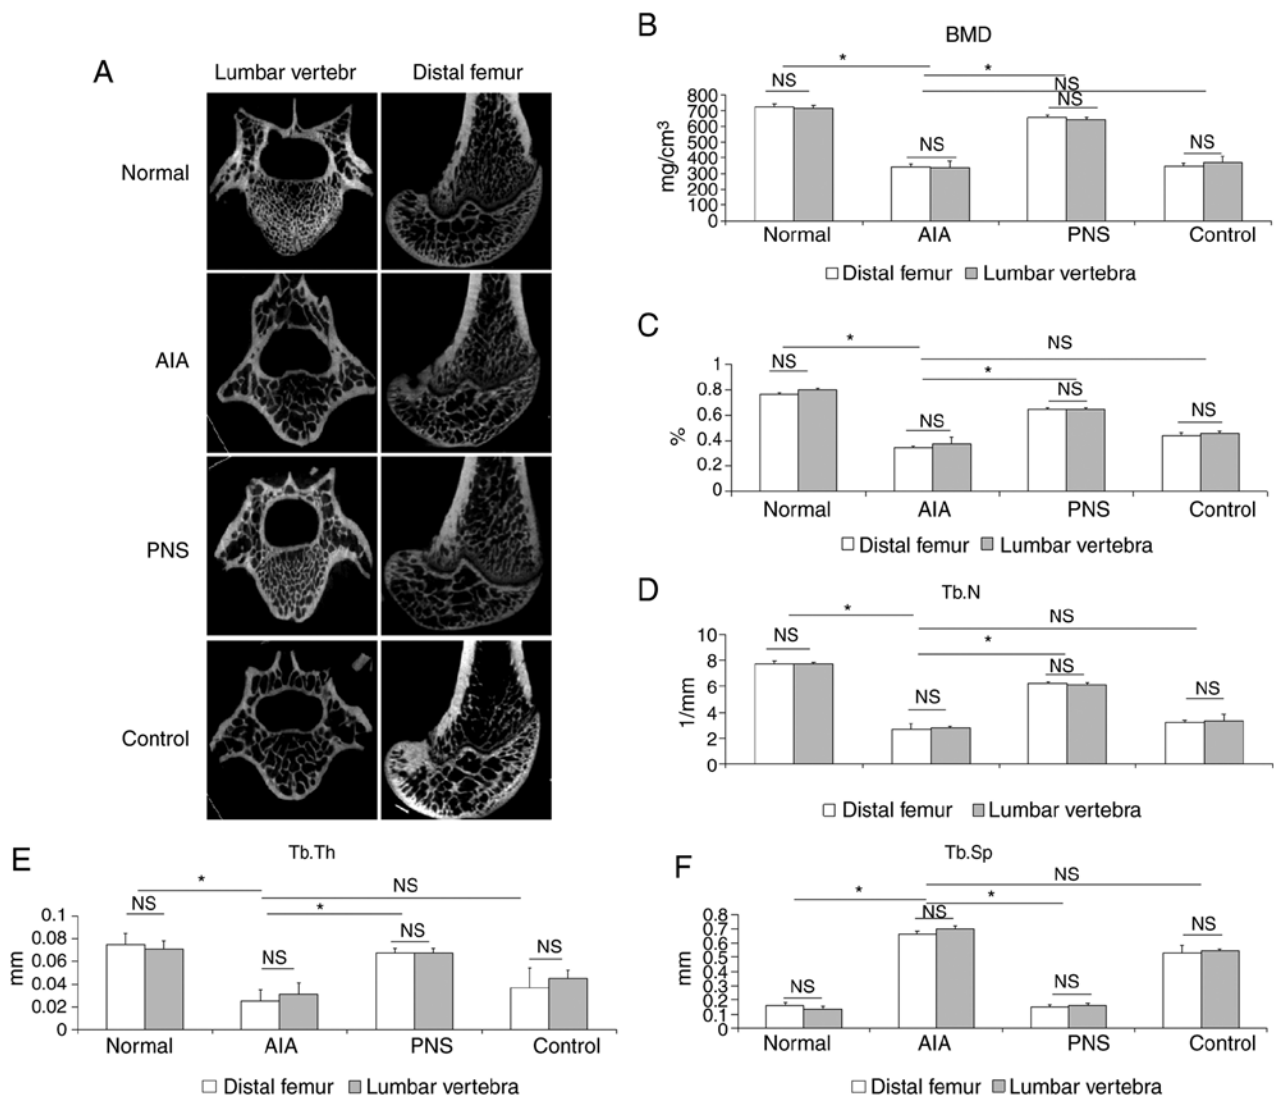 A
Lumbar vertebr Distal femur
Normal
AIA
PNS
Control
B
BMD
* * NS
NS NS NS NS
mg/cm³
800
700
600
500
400
300
200
100
0
Normal AIA PNS Control
Distal femur Lumbar vertebra
C
* NS
*
NS NS NS NS
%
1
0.8
0.6
0.4
0.2
0
Normal AIA PNS Control
Distal femur Lumbar vertebra
D
Tb.N
* NS
*
NS NS NS NS
1/mm
10
8
6
4
2
0
Distal femur Lumbar vertebra
E
Tb.Th
* NS
*
NS NS NS NS
mm
0.1
0.08
0.06
0.04
0.02
0
Normal AIA PNS Control
Distal femur Lumbar vertebra
F
Tb.Sp
* * NS
NS NS NS NS
mm
0.8
0.7
0.6
0.5
0.4
0.3
0.2
0.1
0
Normal AIA PNS Control
Distal femur Lumbar vertebra